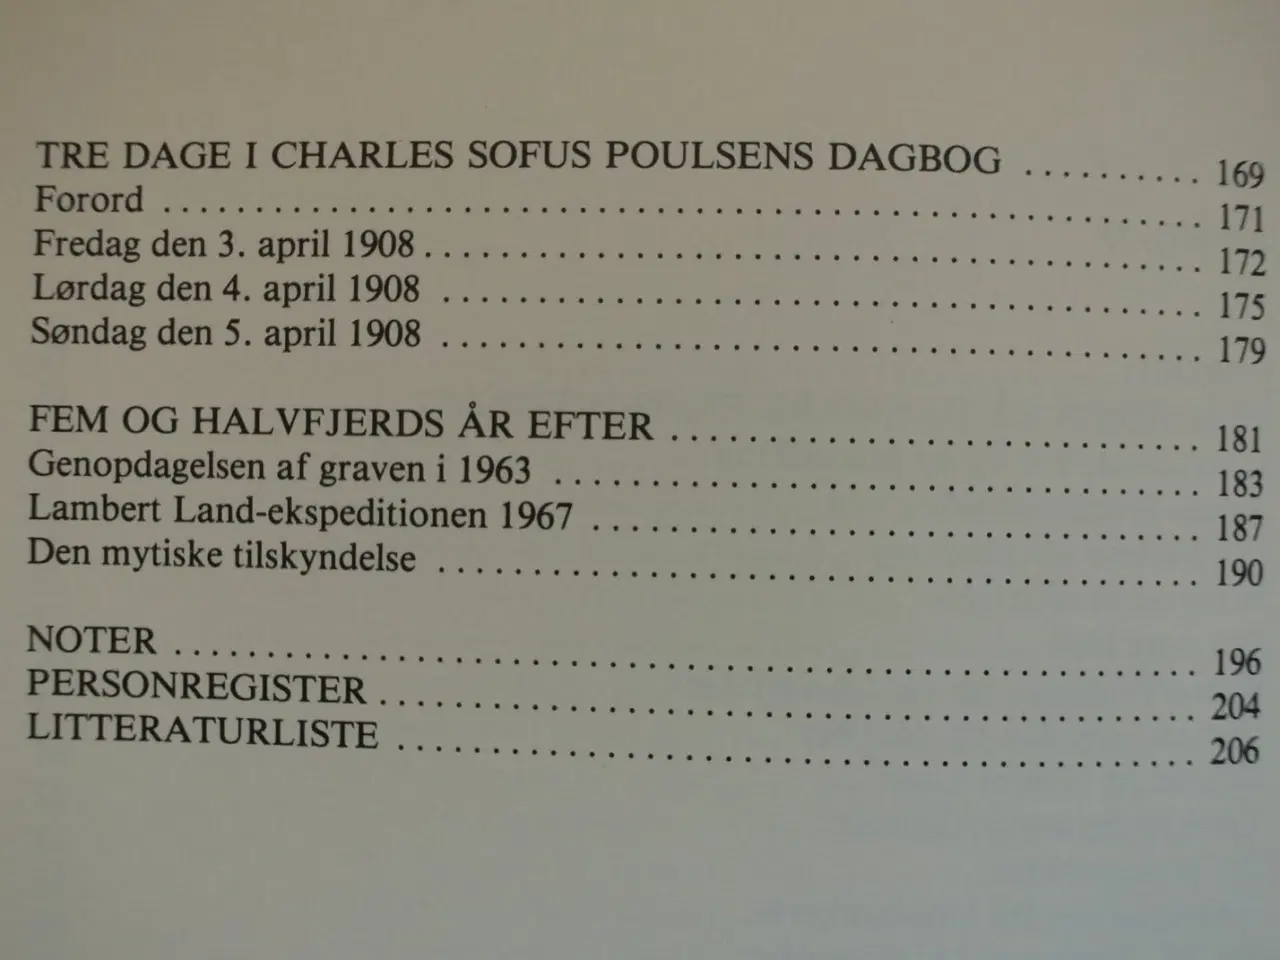 TRE DAGE I CHARLES SOFUS POULSENS DAGBOG .......... 169
Forord .......... 171
Fredag den 3. april 1908 .......... 172
Lørdag den 4. april 1908 .......... 175
Søndag den 5. april 1908 .......... 179
FEM OG HALVFJERDS ÅR EFTER .......... 181
Genopdagelsen af graven i 1963 .......... 183
Lambert Land-ekspeditionen 1967 .......... 187
Den mytiske tilskyndelse .......... 190
NOTER .......... 196
PERSONREGISTER .......... 204
LITTERATURLISTE .......... 206